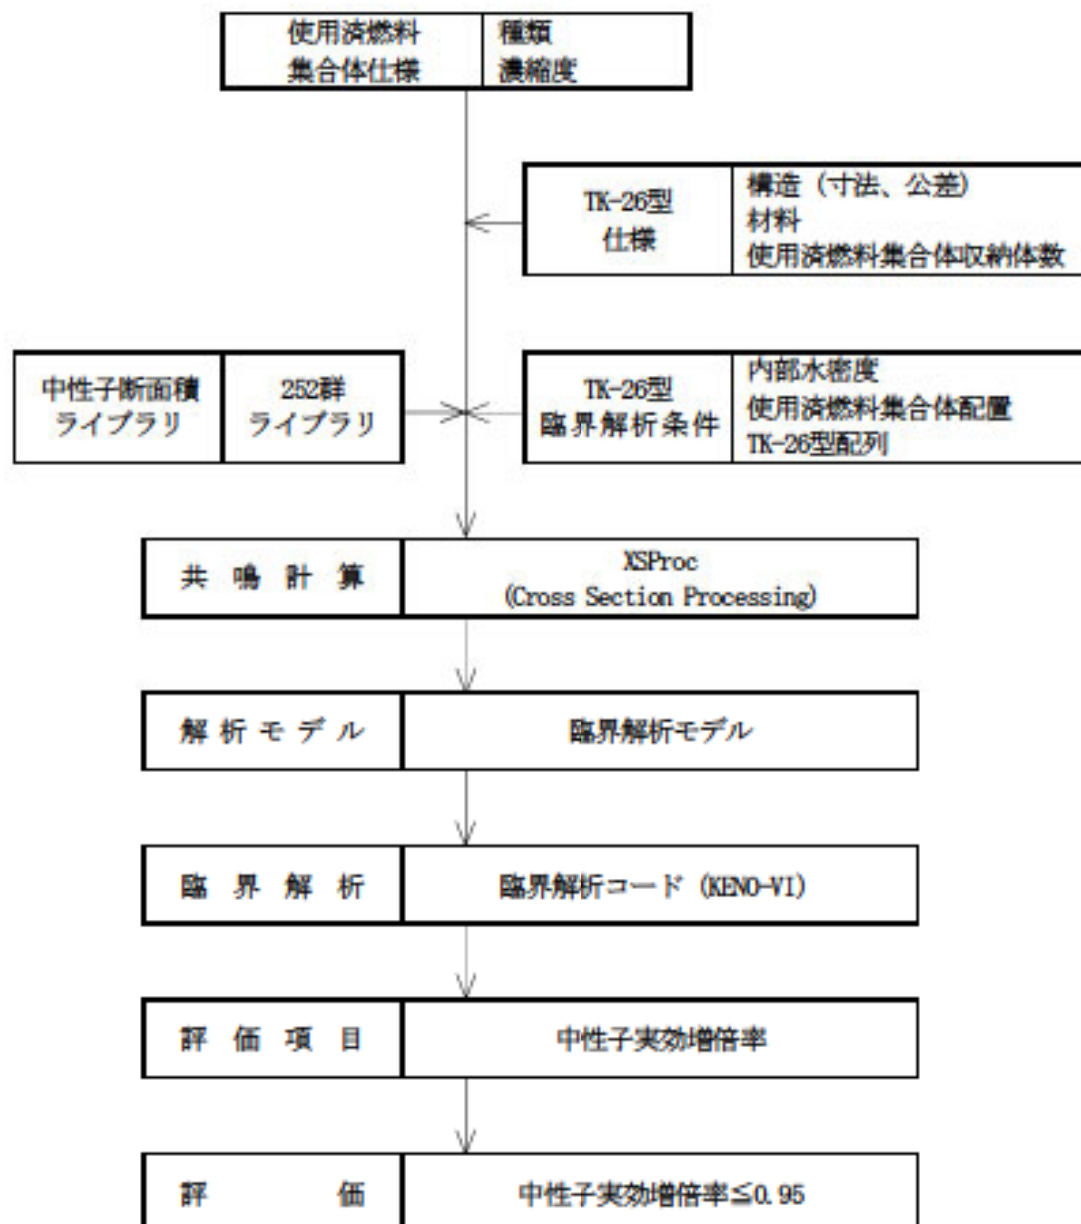 使用済燃料
集合体仕様
種類
濃縮度
TK-26型
仕様
構造（寸法、公差）
材料
使用済燃料集合体収納体数
中性子断面積
ライブラリ
252群
ライブラリ
TK-26型
臨界解析条件
内部水密度
使用済燃料集合体配置
TK-26型配列
共鳴計算
XSProc
(Cross Section Processing)
解析モデル
臨界解析モデル
臨界解析
臨界解析コード（KENO-VI）
評価項目
中性子実効増倍率
評価
中性子実効増倍率≦0.95